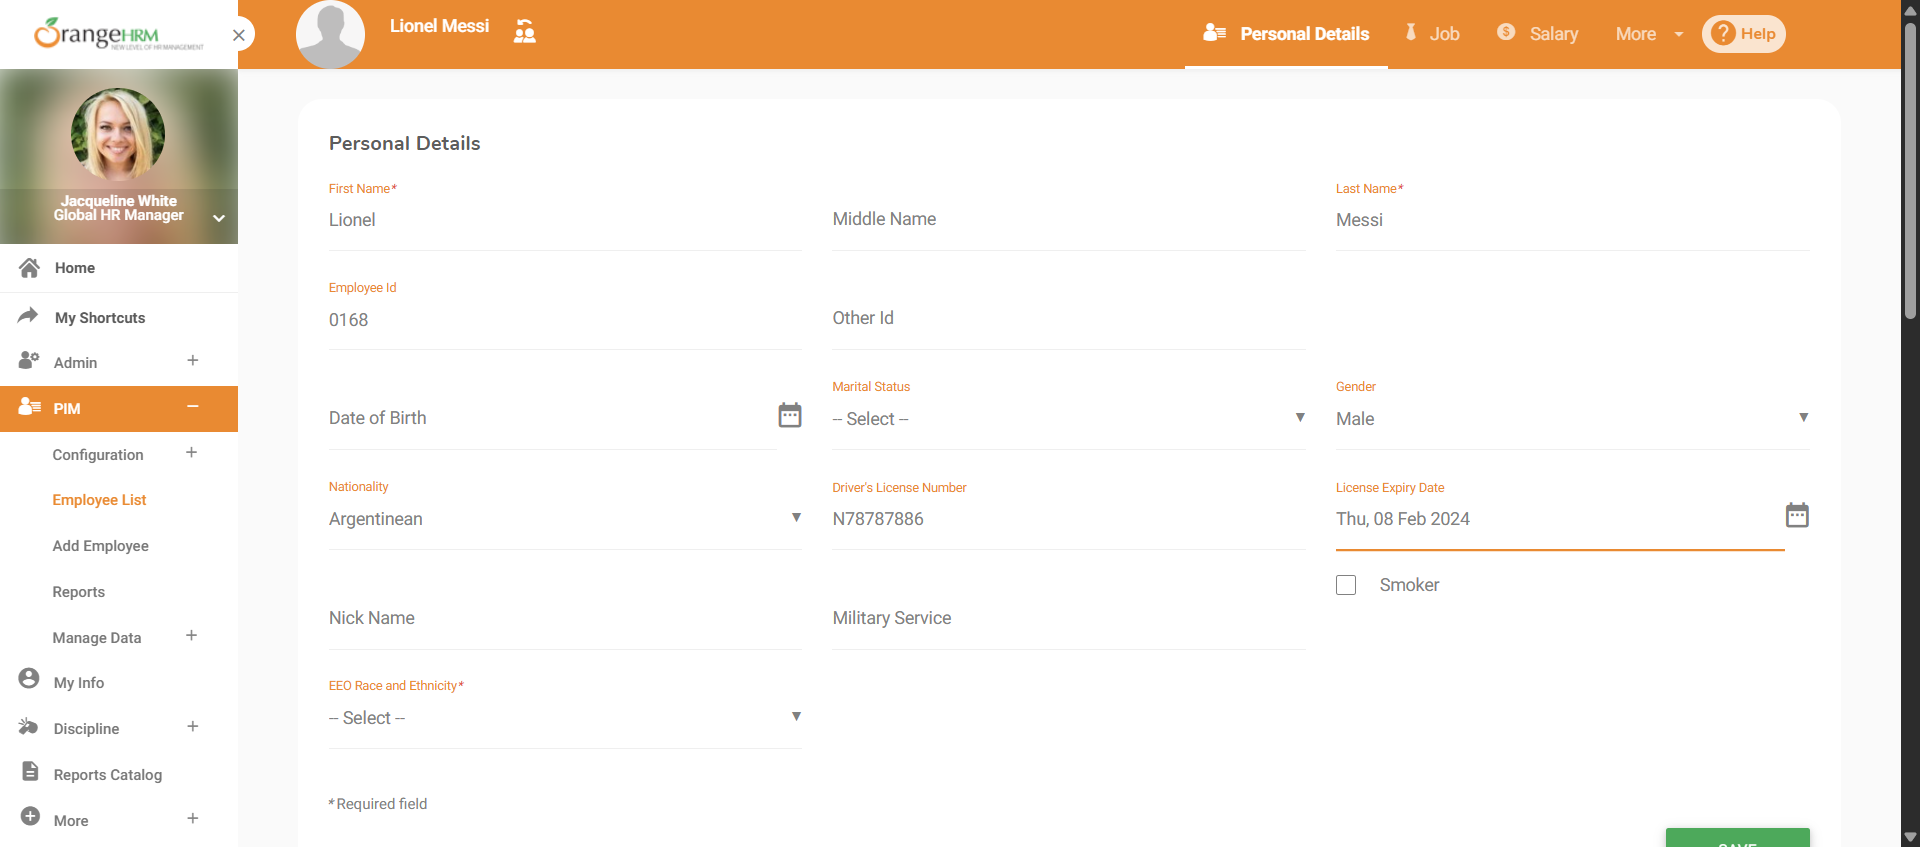 OrangeHRM
NEW LEVEL OF HR MANAGEMENT
Lionel Messi
Personal Details
Job
Salary
More
Help
Jacqueline White
Global HR Manager
Home
My Shortcuts
Admin
PIM
Configuration
Employee List
Add Employee
Reports
Manage Data
My Info
Discipline
Reports Catalog
More
Personal Details
First Name*
Lionel
Middle Name
Last Name*
Messi
Employee Id
0168
Other Id
Date of Birth
Marital Status
-- Select --
Gender
Male
Nationality
Argentinean
Driver's License Number
N78787886
License Expiry Date
Thu, 08 Feb 2024
Smoker
Nick Name
Military Service
EEO Race and Ethnicity*
-- Select --
*Required field
SAVE